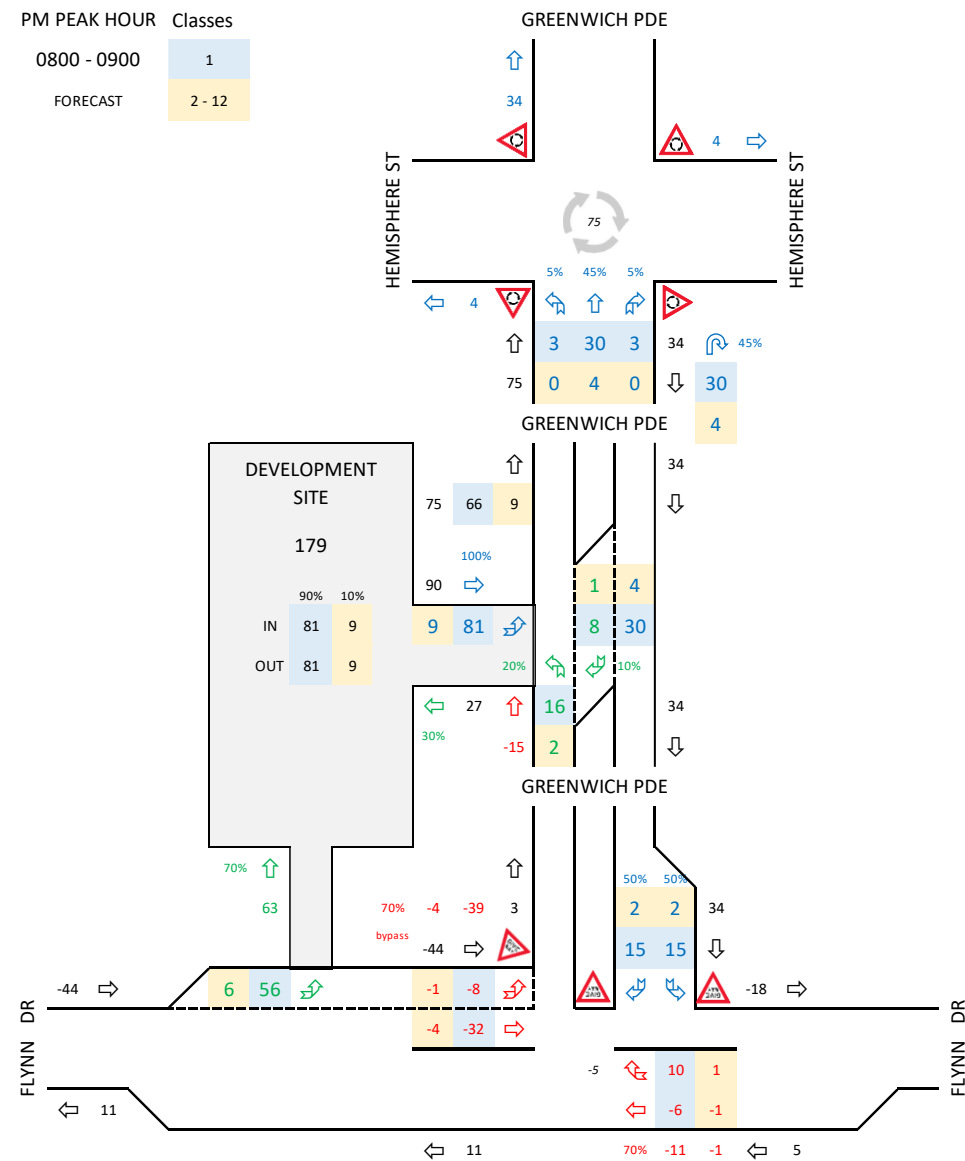 PM PEAK HOUR Classes
GREENWICH PDE
0800 - 0900 1
FORECAST 2 - 12
34
4
HEMISPHERE ST
HEMISPHERE ST
75
5% 45% 5%
4
3 30 3 34 45%
75 0 4 0 30
4
GREENWICH PDE
DEVELOPMENT
SITE
34
75 66 9
179
100%
90 1 4
90% 10%
IN 81 9 9 81 8 30
OUT 81 9 20% 10%
27 16 34
30% -15 2
GREENWICH PDE
70% 50% 50%
63 70% -4 -39 3 2 2 34
bypass -44 15 15
-44 6 56 -1 -8 -18
FLYNN DR
FLYNN DR
-4 -32
-5 10 1
11 -6 -1
11 70% -11 -1 5